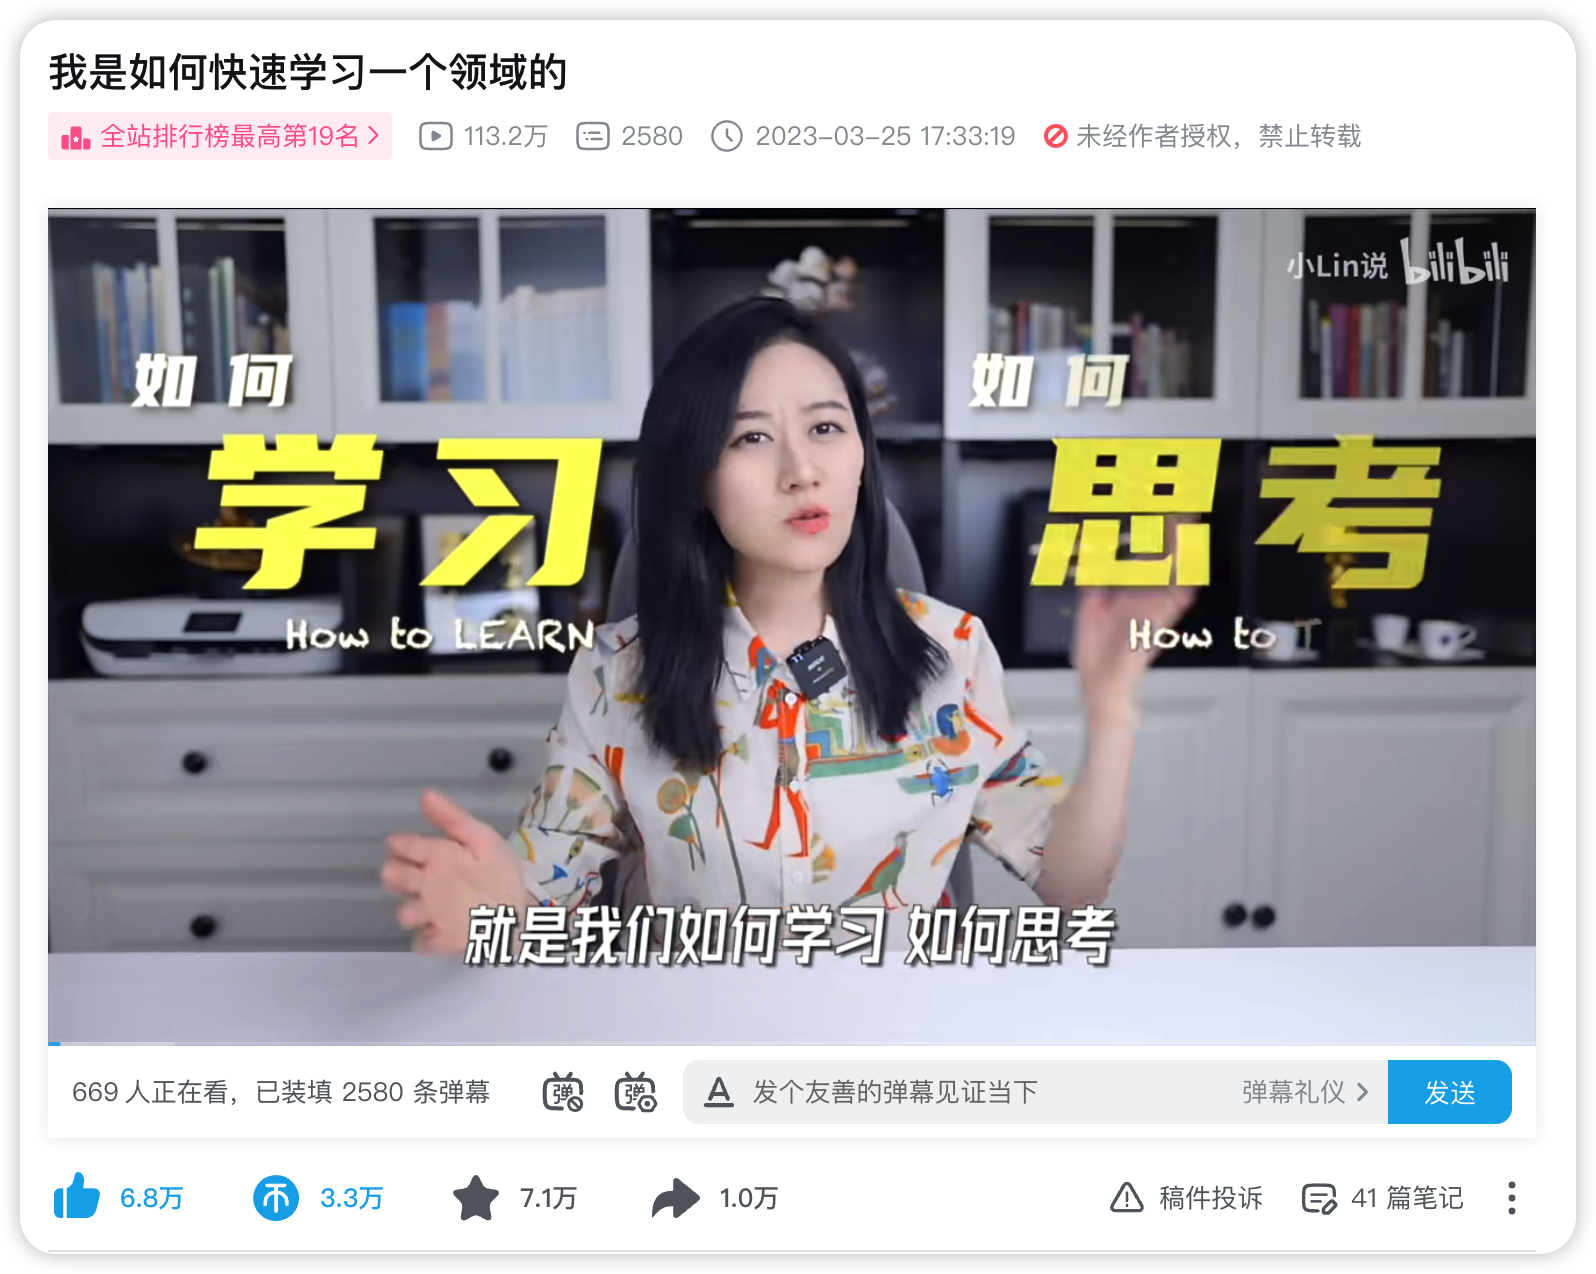 我是如何快速学习一个领域的
全站排行榜最高第19名 113.2万 2580 2023-03-25 17:33:19 未经作者授权，禁止转载
小Lin说 bilibili
如何 如何
学习 思考
How to LEARN How to T
就是我们如何学习 如何思考
669 人正在看，已装填 2580 条弹幕 弹 弹 A 发个友善的弹幕见证当下 弹幕礼仪 发送
6.8万 3.3万 7.1万 1.0万 稿件投诉 41 篇笔记